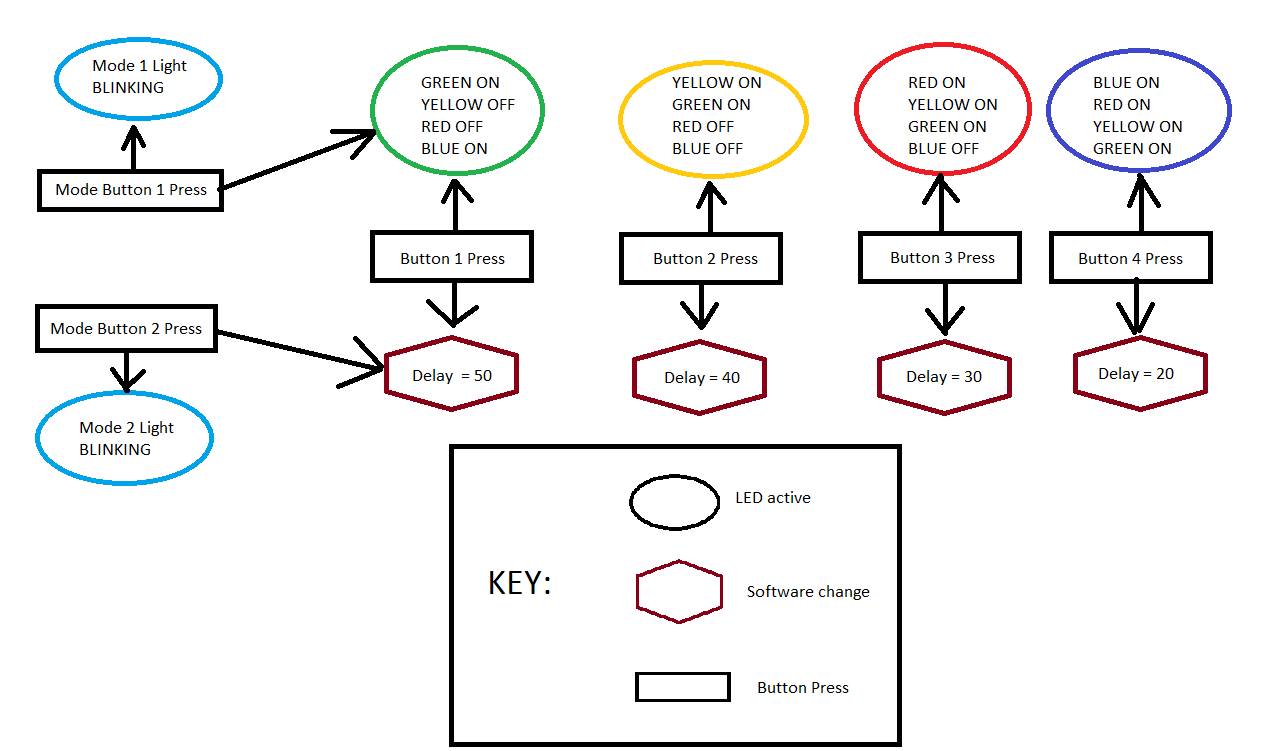 Mode 1 Light
BLINKING
GREEN ON
YELLOW OFF
RED OFF
BLUE ON
YELLOW ON
GREEN ON
RED OFF
BLUE OFF
RED ON
YELLOW ON
GREEN ON
BLUE OFF
BLUE ON
RED ON
YELLOW ON
GREEN ON
Mode Button 1 Press
Button 1 Press
Button 2 Press
Button 3 Press
Button 4 Press
Mode Button 2 Press
Delay = 50
Delay = 40
Delay = 30
Delay = 20
Mode 2 Light
BLINKING
KEY:
LED active
Software change
Button Press